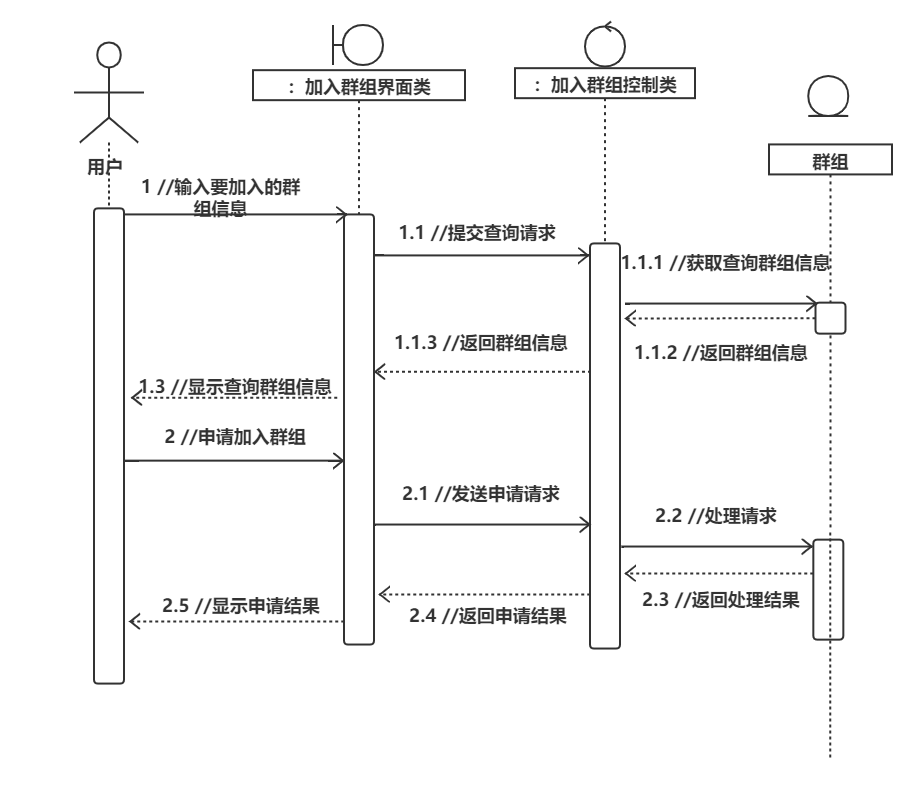 ： 加入群组界面类
： 加入群组控制类
群组
用户
1 //输入要加入的群
组信息
1.1 //提交查询请求
1.1.1 //获取查询群组信息
1.1.3 //返回群组信息
1.1.2 //返回群组信息
1.3 //显示查询群组信息
2 //申请加入群组
2.1 //发送申请请求
2.2 //处理请求
2.5 //显示申请结果
2.4 //返回申请结果
2.3 //返回处理结果